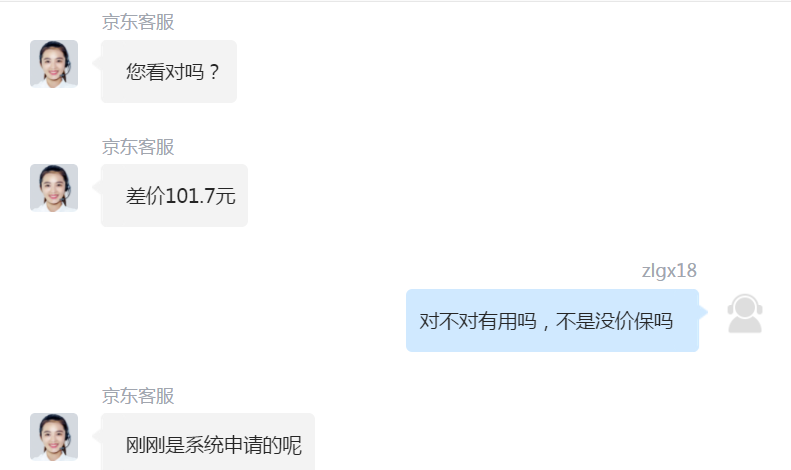 京东客服
您看对吗？
京东客服
差价101.7元
zlgx18
对不对有用吗，不是没价保吗
京东客服
刚刚是系统申请的呢